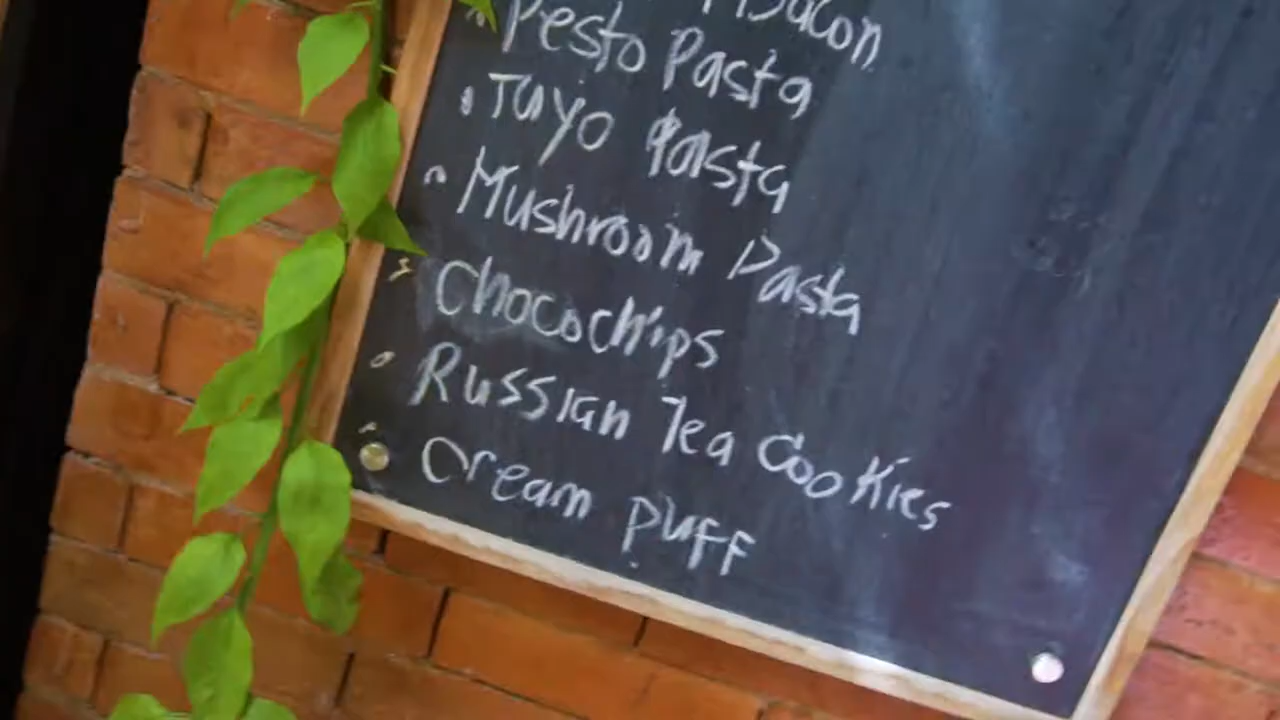 Pesto Pasta
Tuyo Pasta
Mushroom Pasta
Chocochips
Russian Tea Cookies
Cream Puff